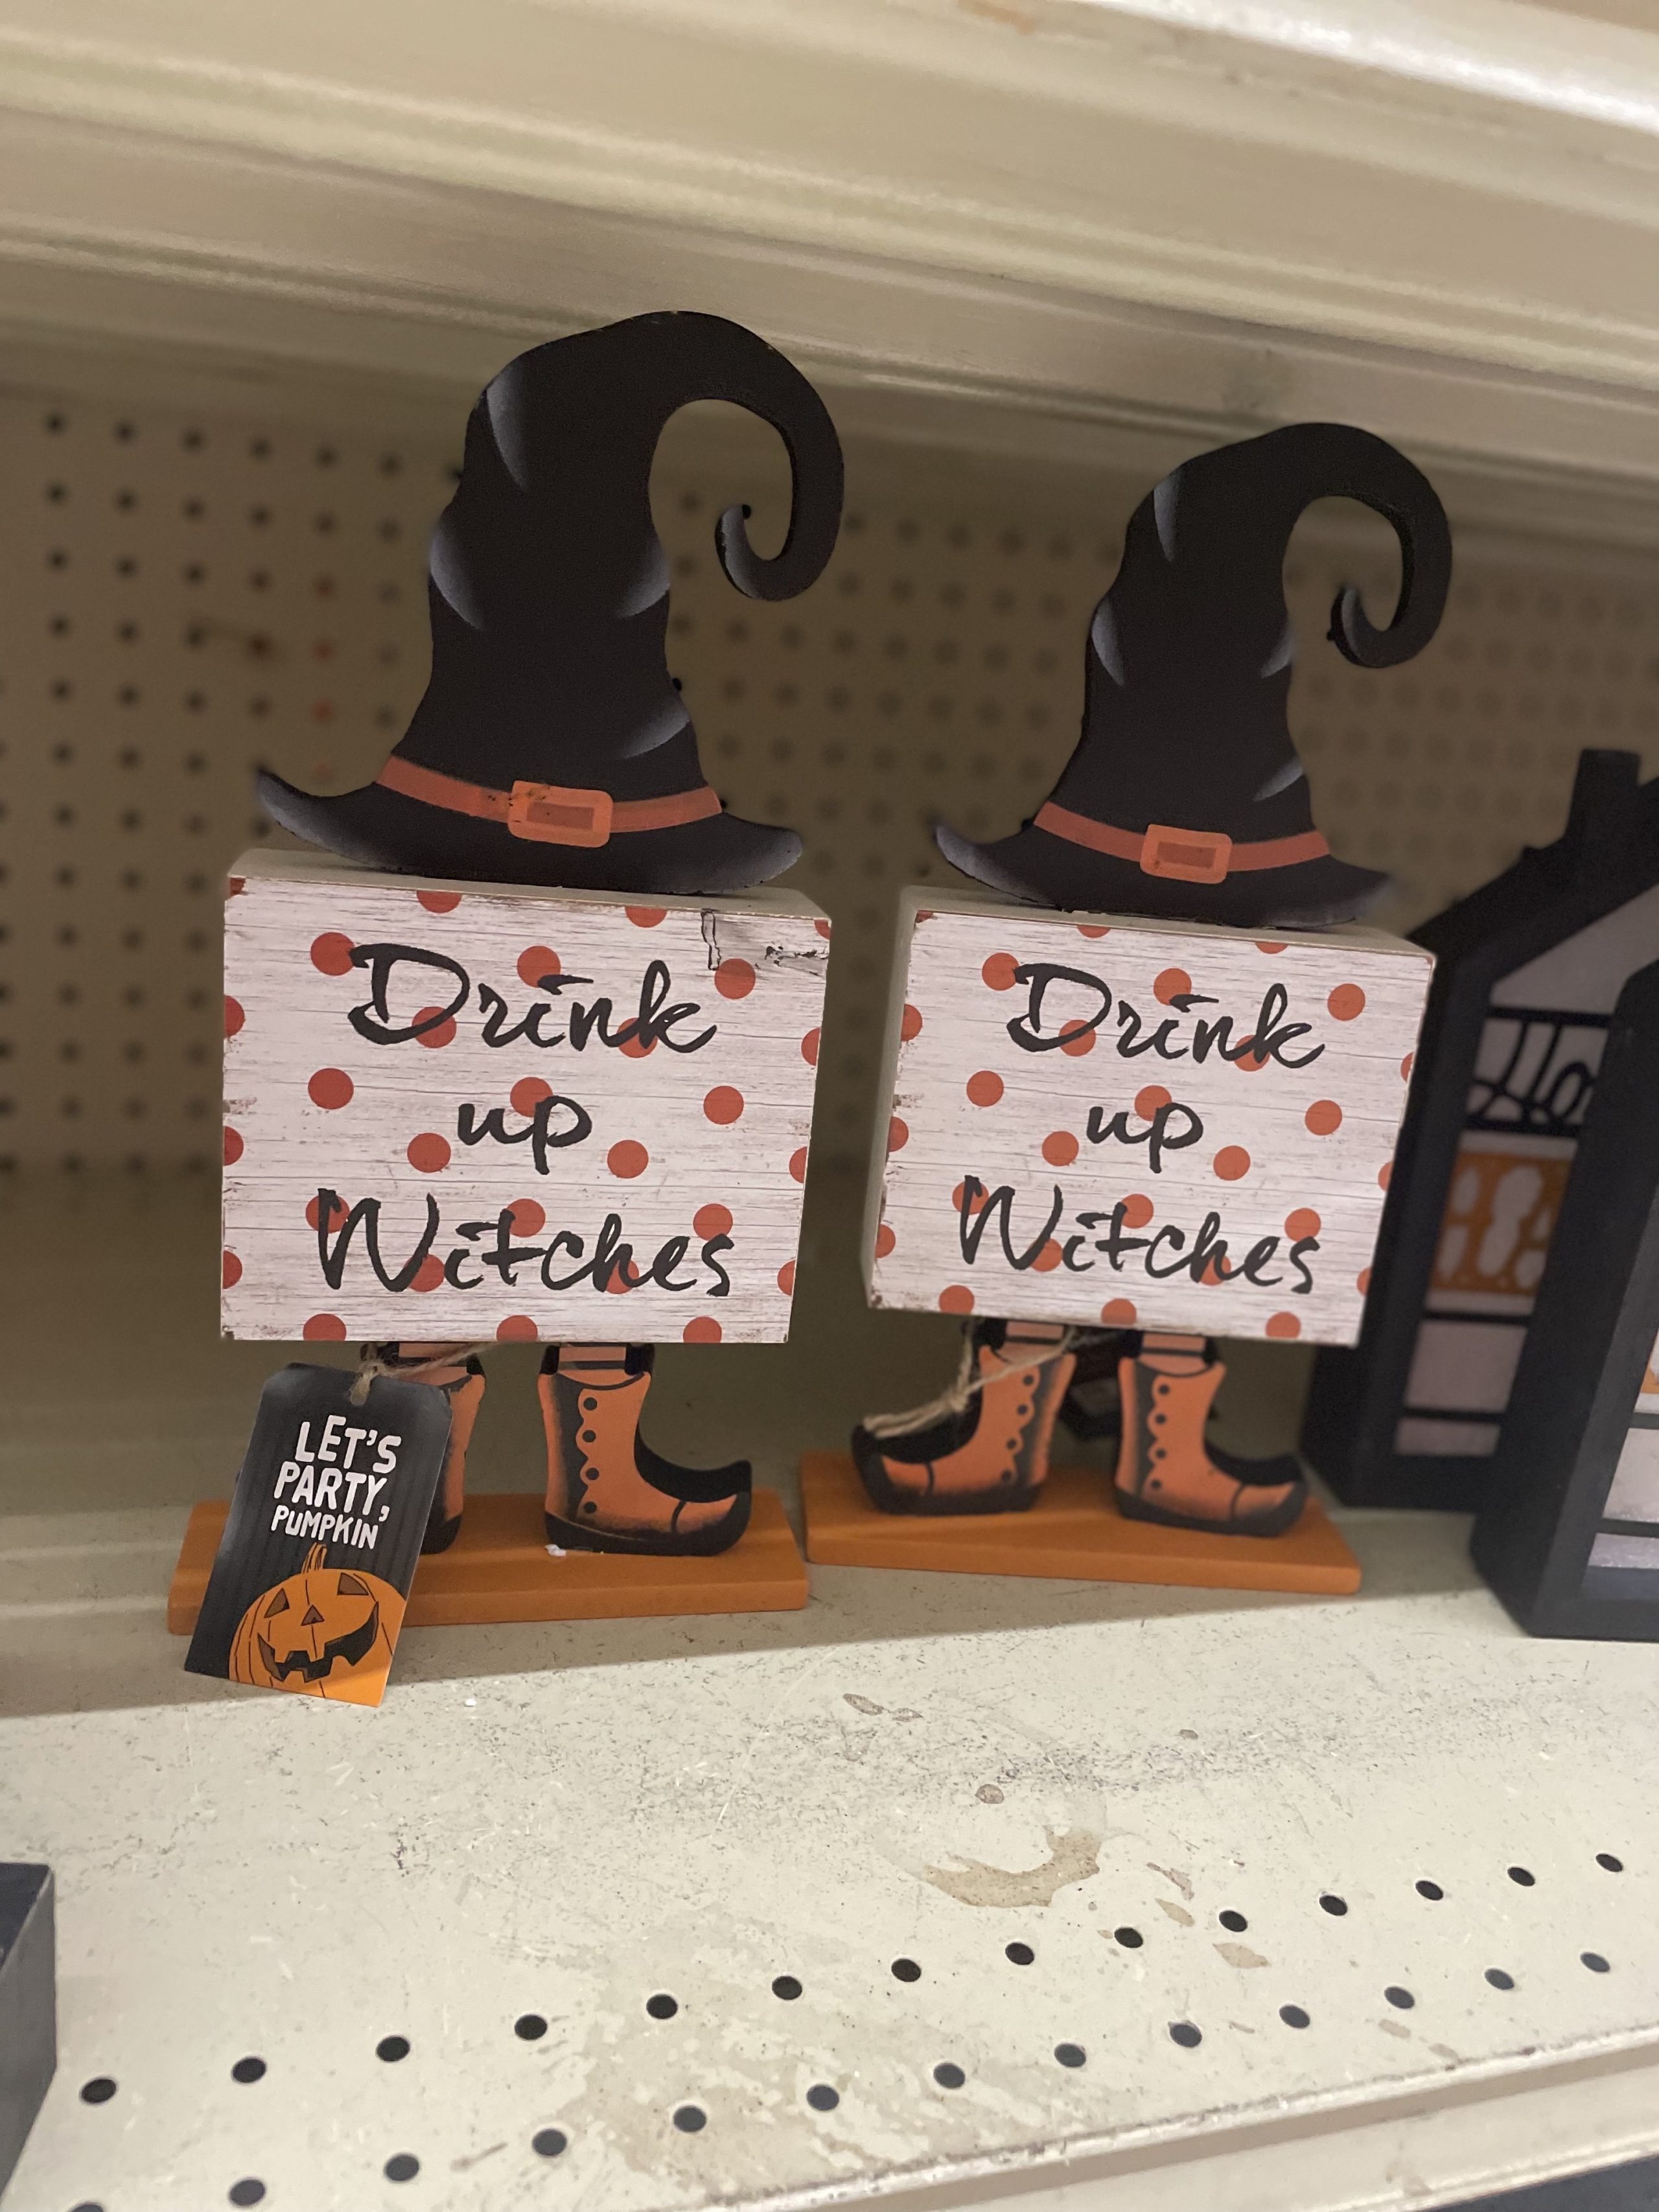 Drink
up
Witches
LET'S
PARTY,
PUMPKIN
Drink
up
Witches